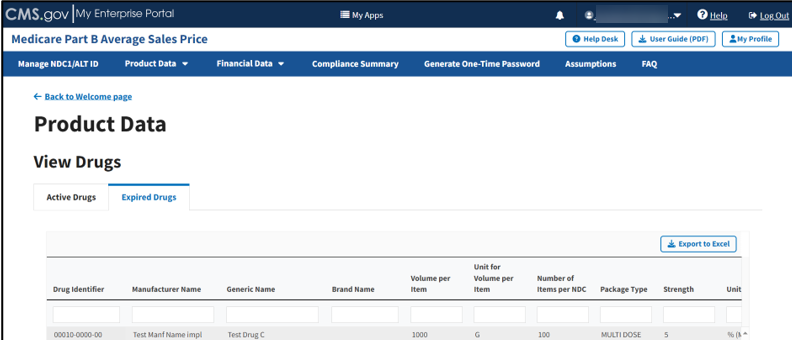 CMS.gov My Enterprise Portal My Apps Help Log Out
Medicare Part B Average Sales Price Help Desk User Guide (PDF) My Profile
Manage NDC1/ALT ID Product Data Financial Data Compliance Summary Generate One-Time Password Assumptions FAQ
← Back to Welcome page
Product Data
View Drugs
Active Drugs Expired Drugs
Export to Excel
Drug Identifier Manufacturer Name Generic Name Brand Name Volume per Item Unit for Volume per Item Number of Items per NDC Package Type Strength Unit
00010-0000-00 Test Manf Name impl Test Drug C 1000 G 100 MULTI DOSE 5 % (M